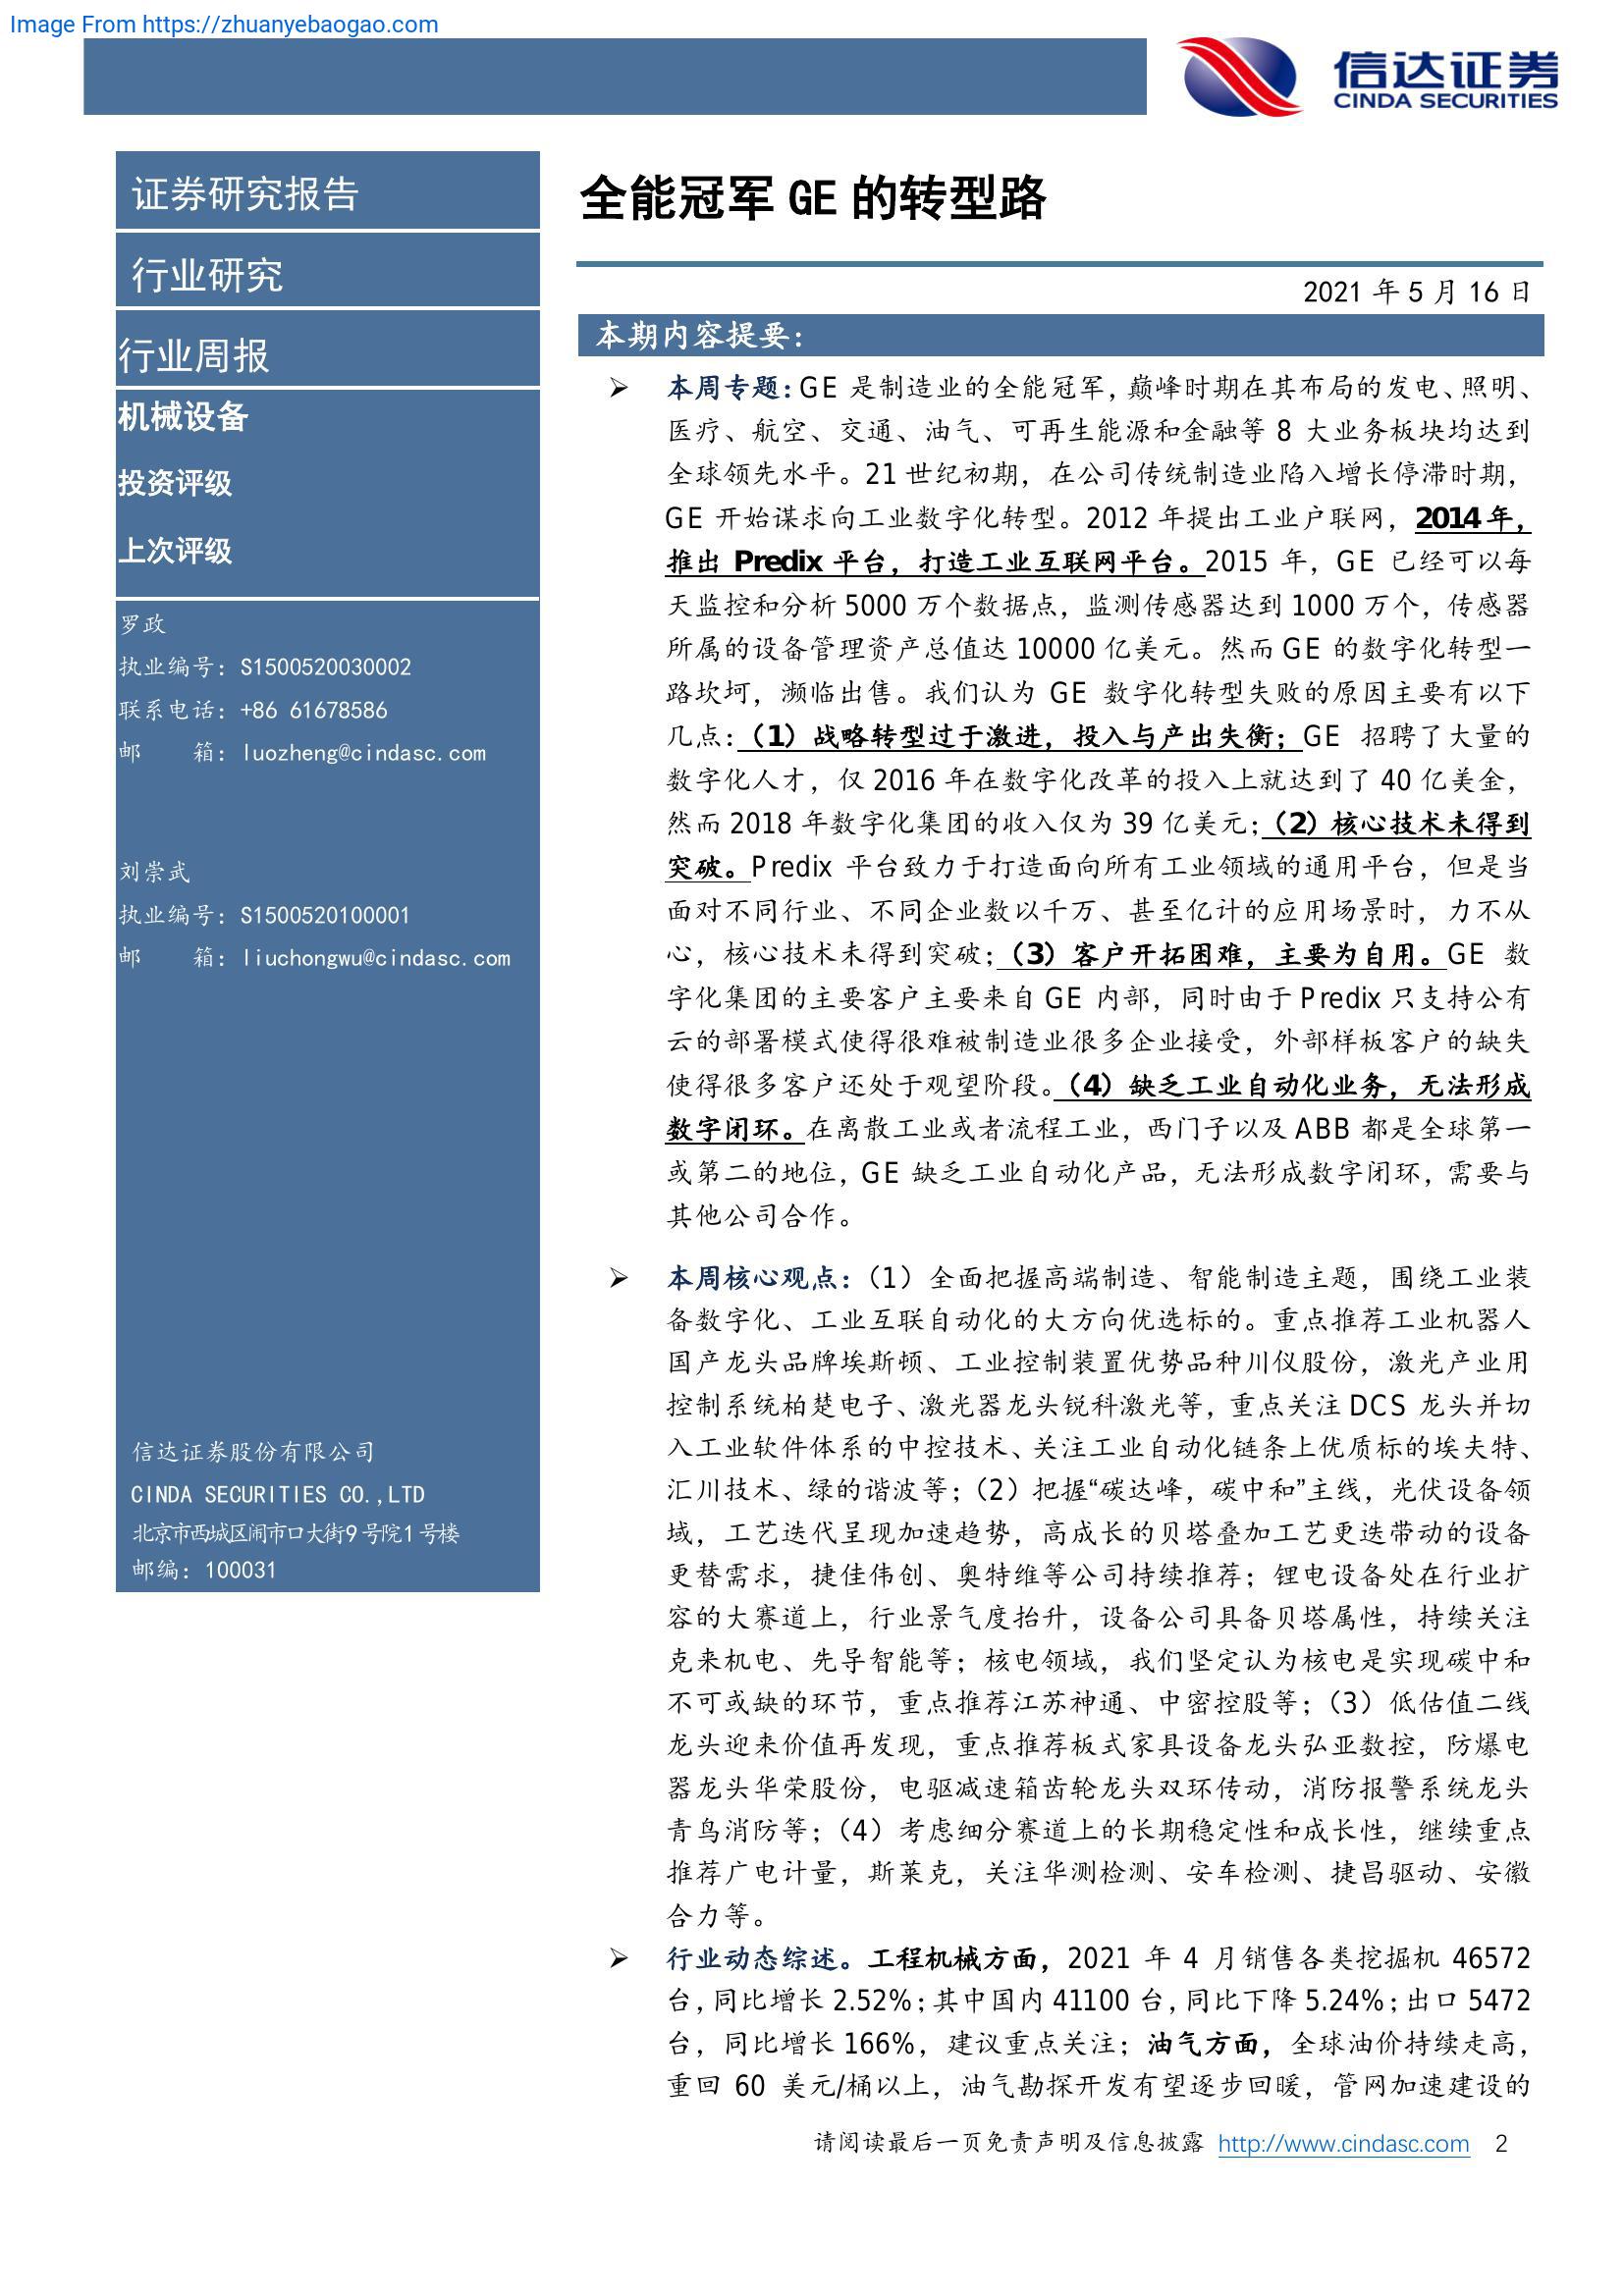 Image From https://zhuanyebaogao.com
信达证券
CINDA SECURITIES
证券研究报告
行业研究
行业周报
机械设备
投资评级
上次评级
罗政
执业编号：S1500520030002
联系电话：+86 61678586
邮 箱：luozheng@cindasc.com
刘崇武
执业编号：S1500520100001
邮 箱：liuchongwu@cindasc.com
信达证券股份有限公司
CINDA SECURITIES CO.,LTD
北京市西城区闹市口大街9号院1号楼
邮编：100031
全能冠军 GE 的转型路
2021 年 5 月 16 日
本期内容提要：
➢ 本周专题：GE 是制造业的全能冠军，巅峰时期在其布局的发电、照明、
医疗、航空、交通、油气、可再生能源和金融等 8 大业务板块均达到
全球领先水平。21 世纪初期，在公司传统制造业陷入增长停滞时期，
GE 开始谋求向工业数字化转型。2012 年提出工业户联网，2014 年，
推出 Predix 平台，打造工业互联网平台。2015 年，GE 已经可以每
天监控和分析 5000 万个数据点，监测传感器达到 1000 万个，传感器
所属的设备管理资产总值达 10000 亿美元。然而 GE 的数字化转型一
路坎坷，濒临出售。我们认为 GE 数字化转型失败的原因主要有以下
几点：（1）战略转型过于激进，投入与产出失衡；GE 招聘了大量的
数字化人才，仅 2016 年在数字化改革的投入上就达到了 40 亿美金，
然而 2018 年数字化集团的收入仅为 39 亿美元；（2）核心技术未得到
突破。Predix 平台致力于打造面向所有工业领域的通用平台，但是当
面对不同行业、不同企业数以千万、甚至亿计的应用场景时，力不从
心，核心技术未得到突破；（3）客户开拓困难，主要为自用。GE 数
字化集团的主要客户主要来自 GE 内部，同时由于 Predix 只支持公有
云的部署模式使得很难被制造业很多企业接受，外部样板客户的缺失
使得很多客户还处于观望阶段。（4）缺乏工业自动化业务，无法形成
数字闭环。在离散工业或者流程工业，西门子以及 ABB 都是全球第一
或第二的地位，GE 缺乏工业自动化产品，无法形成数字闭环，需要与
其他公司合作。
➢ 本周核心观点：（1）全面把握高端制造、智能制造主题，围绕工业装
备数字化、工业互联自动化的大方向优选标的。重点推荐工业机器人
国产龙头品牌埃斯顿、工业控制装置优势品种川仪股份，激光产业用
控制系统柏楚电子、激光器龙头锐科激光等，重点关注 DCS 龙头并切
入工业软件体系的中控技术、关注工业自动化链条上优质标的埃夫特、
汇川技术、绿的谐波等；（2）把握“碳达峰，碳中和”主线，光伏设备领
域，工艺迭代呈现加速趋势，高成长的贝塔叠加工艺更迭带动的设备
更替需求，捷佳伟创、奥特维等公司持续推荐；锂电设备处在行业扩
容的大赛道上，行业景气度抬升，设备公司具备贝塔属性，持续关注
克来机电、先导智能等；核电领域，我们坚定认为核电是实现碳中和
不可或缺的环节，重点推荐江苏神通、中密控股等；（3）低估值二线
龙头迎来价值再发现，重点推荐板式家具设备龙头弘亚数控，防爆电
器龙头华荣股份，电驱减速箱齿轮龙头双环传动，消防报警系统龙头
青鸟消防等；（4）考虑细分赛道上的长期稳定性和成长性，继续重点
推荐广电计量，斯莱克，关注华测检测、安车检测、捷昌驱动、安徽
合力等。
➢ 行业动态综述。工程机械方面，2021 年 4 月销售各类挖掘机 46572
台，同比增长 2.52%；其中国内 41100 台，同比下降 5.24%；出口 5472
台，同比增长 166%，建议重点关注；油气方面，全球油价持续走高，
重回 60 美元/桶以上，油气勘探开发有望逐步回暖，管网加速建设的
请阅读最后一页免责声明及信息披露 http://www.cindasc.com 2